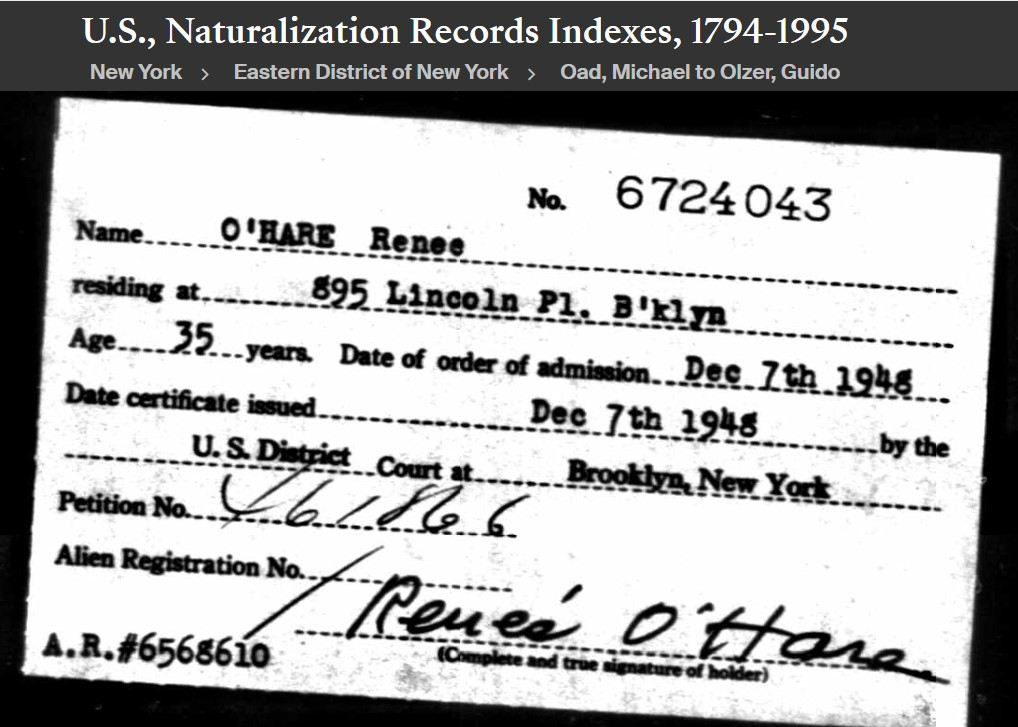 U.S., Naturalization Records Indexes, 1794-1995
New York > Eastern District of New York > Oad, Michael to Olzer, Guido
No. 6724043
Name O'HARE Renee
residing at 895 Lincoln Pl. B'klyn
Age 35 years. Date of order of admission Dec 7th 1948
Date certificate issued Dec 7th 1948 by the
U. S. District Court at Brooklyn, New York
Petition No. 461866
Alien Registration No.
Reneé O'Hare
(Complete and true signature of holder)
A.R.#6568610